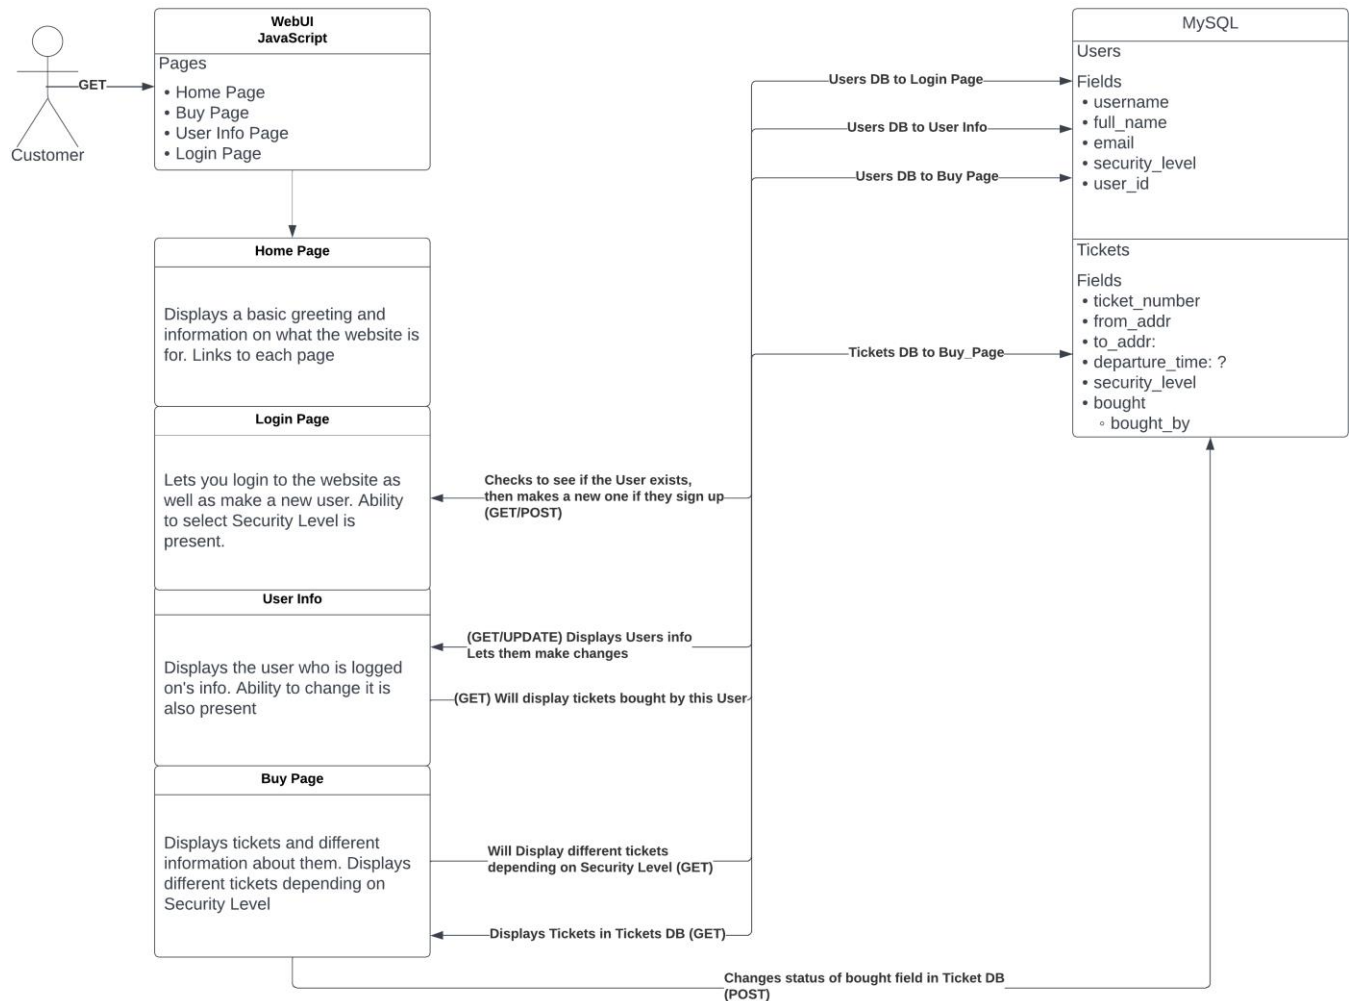 WebUI
JavaScript
Pages
• Home Page
• Buy Page
• User Info Page
• Login Page
GET
Customer
Home Page
Displays a basic greeting and
information on what the website is
for. Links to each page
Login Page
Lets you login to the website as
well as make a new user. Ability
to select Security Level is
present.
User Info
Displays the user who is logged
on's info. Ability to change it is
also present
Buy Page
Displays tickets and different
information about them. Displays
different tickets depending on
Security Level
Users DB to Login Page
Users DB to User Info
Users DB to Buy Page
Tickets DB to Buy_Page
Checks to see if the User exists,
then makes a new one if they sign up
(GET/POST)
(GET/UPDATE) Displays Users info
Lets them make changes
(GET) Will display tickets bought by this User
Will Display different tickets
depending on Security Level (GET)
Displays Tickets in Tickets DB (GET)
Changes status of bought field in Ticket DB
(POST)
MySQL
Users
Fields
• username
• full_name
• email
• security_level
• user_id
Tickets
Fields
• ticket_number
• from_addr
• to_addr:
• departure_time: ?
• security_level
• bought
◦ bought_by